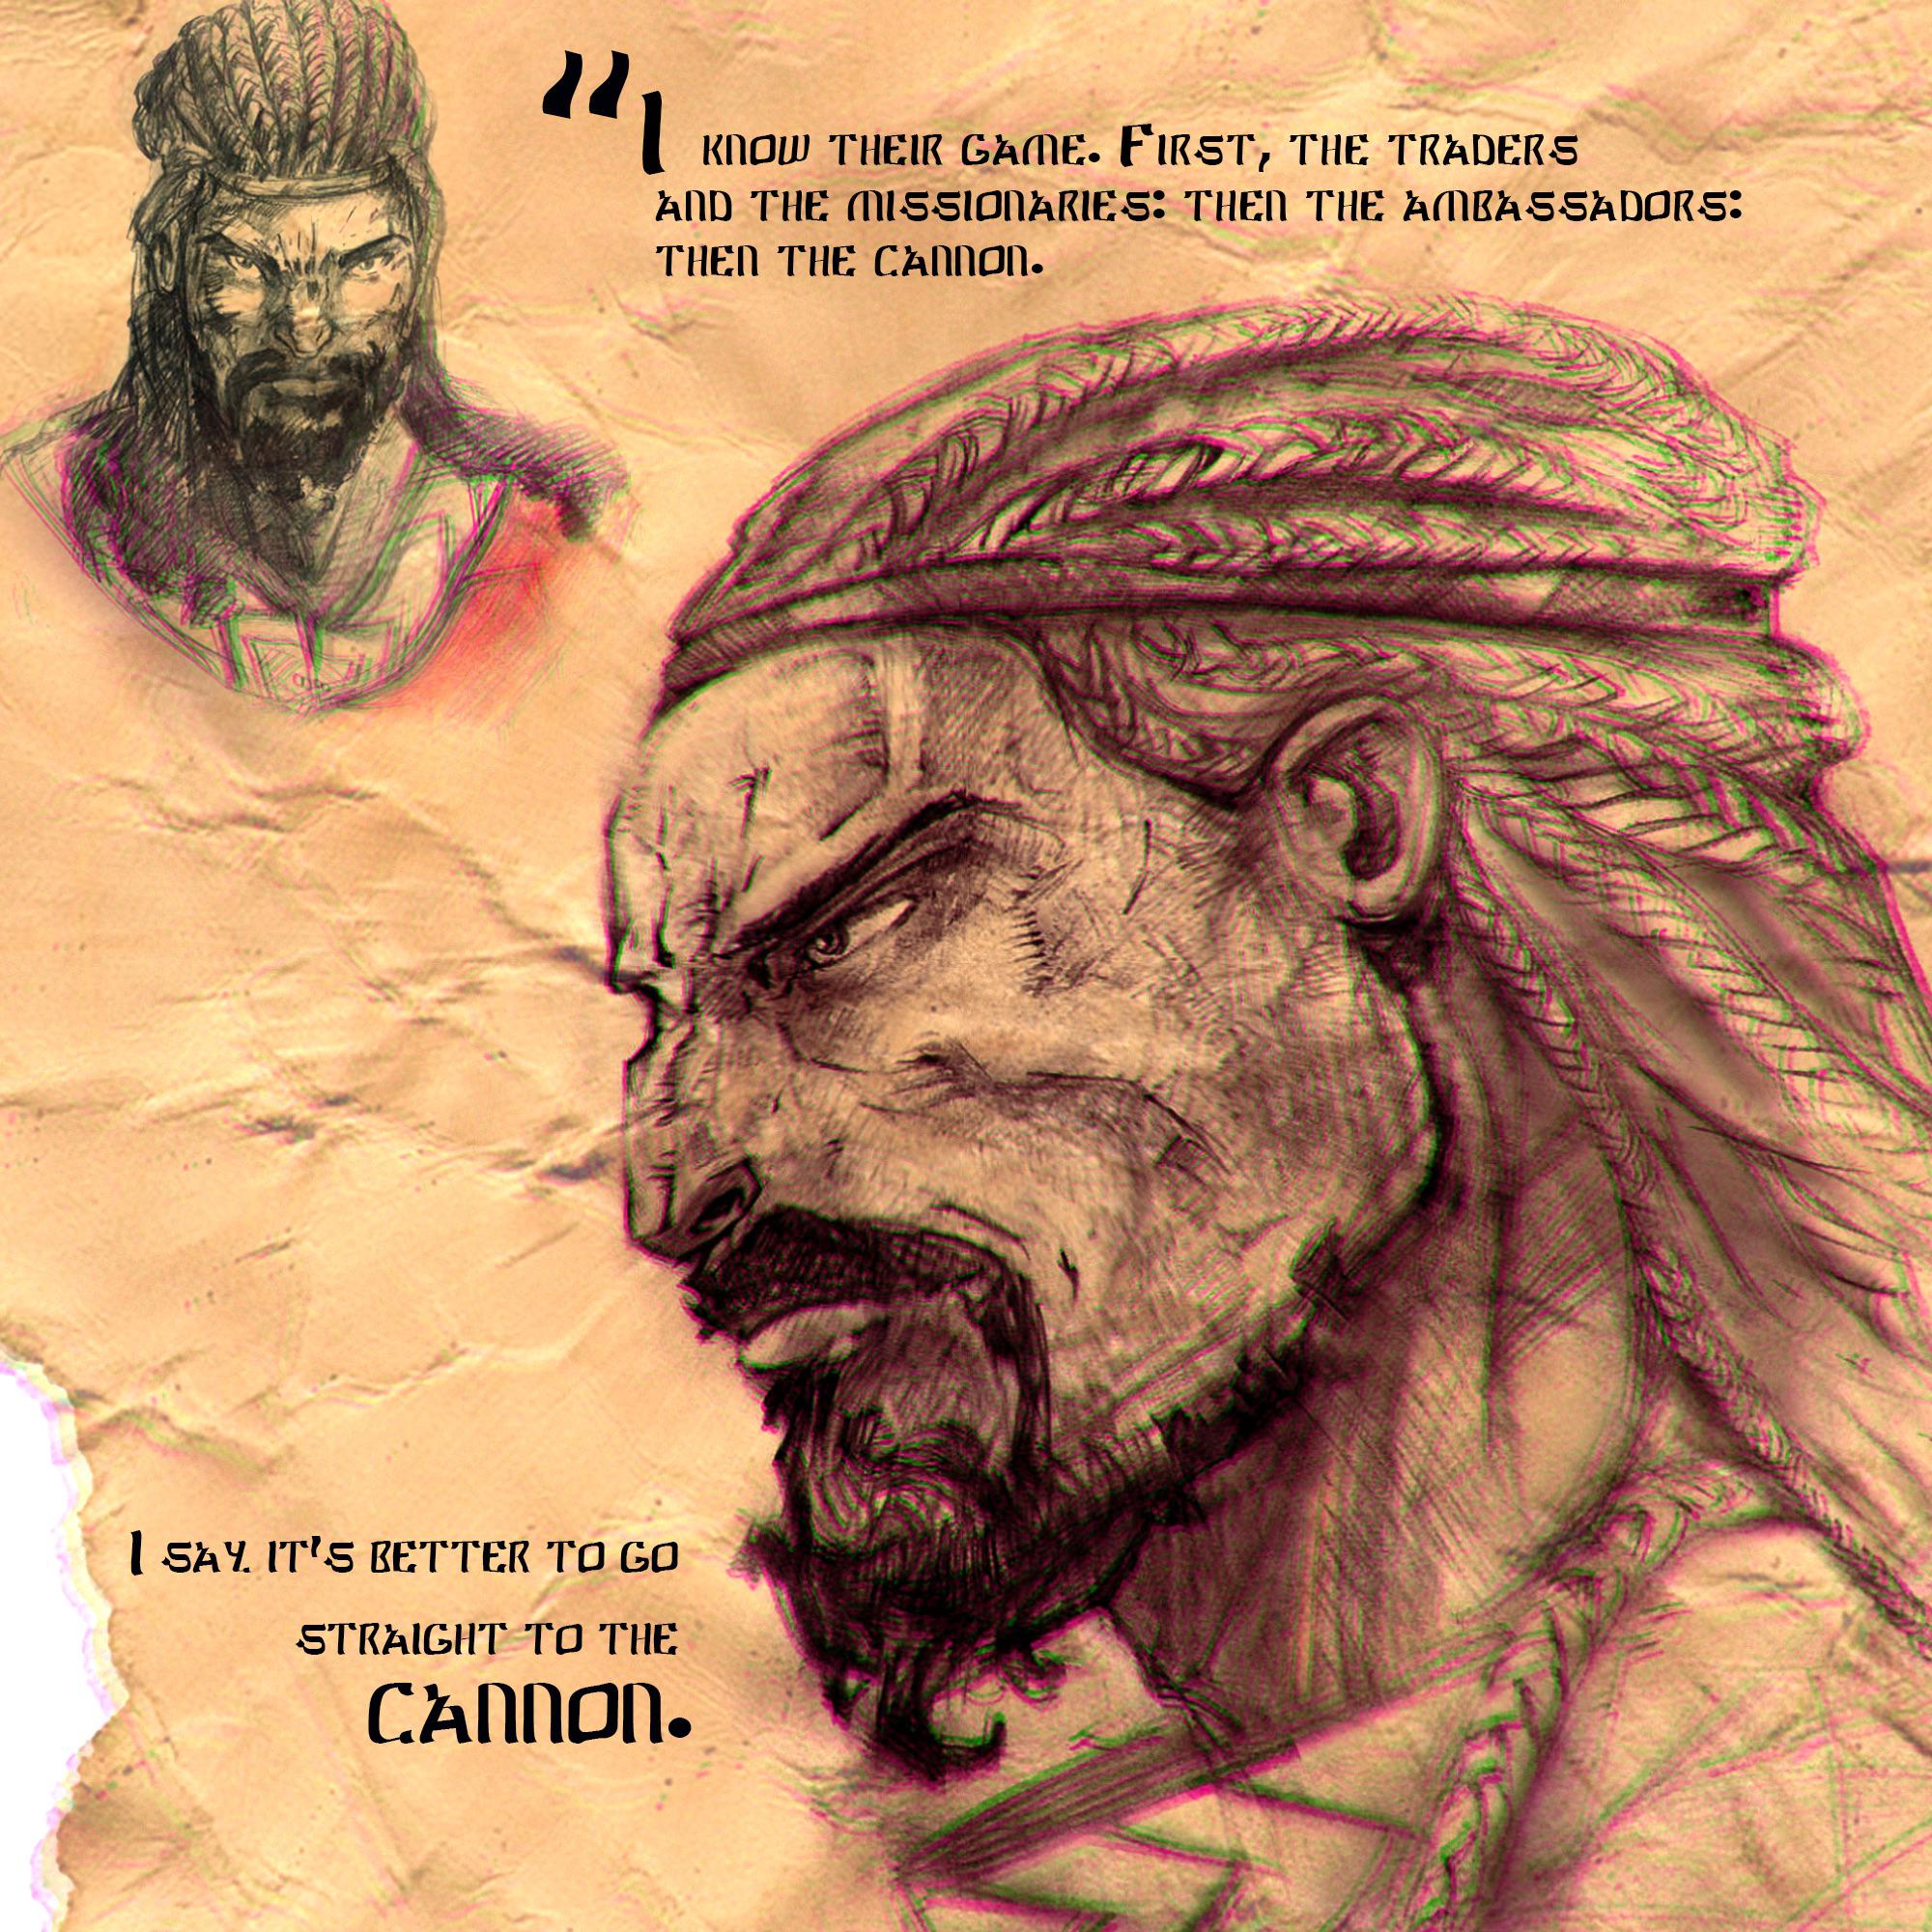 “I KNOW THEIR GAME. FIRST, THE TRADERS
AND THE MISSIONARIES: THEN THE AMBASSADORS:
THEN THE CANNON.
I SAY IT'S BETTER TO GO
STRAIGHT TO THE
CANNON.